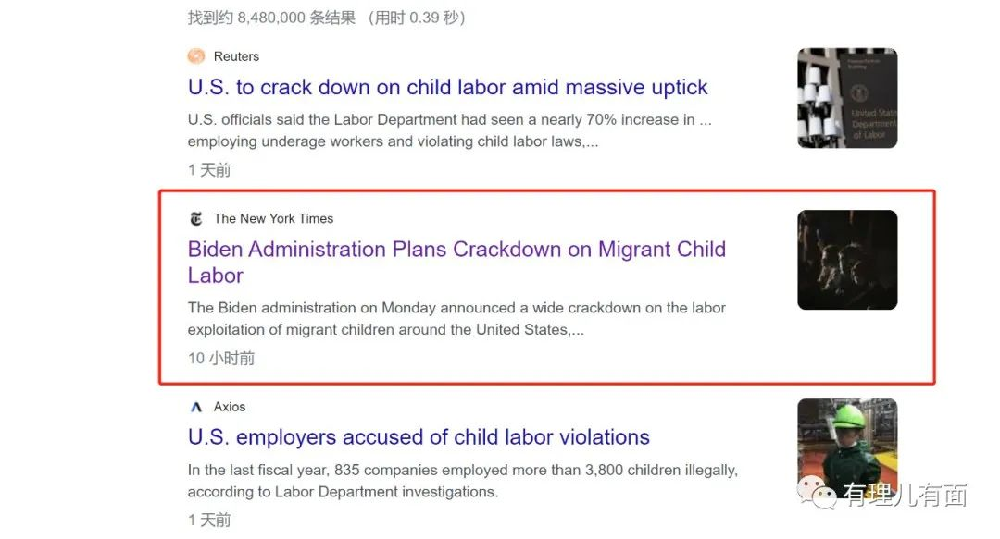 找到约 8,480,000 条结果 （用时 0.39 秒）
Reuters
U.S. to crack down on child labor amid massive uptick
U.S. officials said the Labor Department had seen a nearly 70% increase in ...
employing underage workers and violating child labor laws,...
1 天前
United State
Department
of Labor
The New York Times
Biden Administration Plans Crackdown on Migrant Child
Labor
The Biden administration on Monday announced a wide crackdown on the labor
exploitation of migrant children around the United States,...
10 小时前
Axios
U.S. employers accused of child labor violations
In the last fiscal year, 835 companies employed more than 3,800 children illegally,
according to Labor Department investigations.
1 天前
有理儿有面